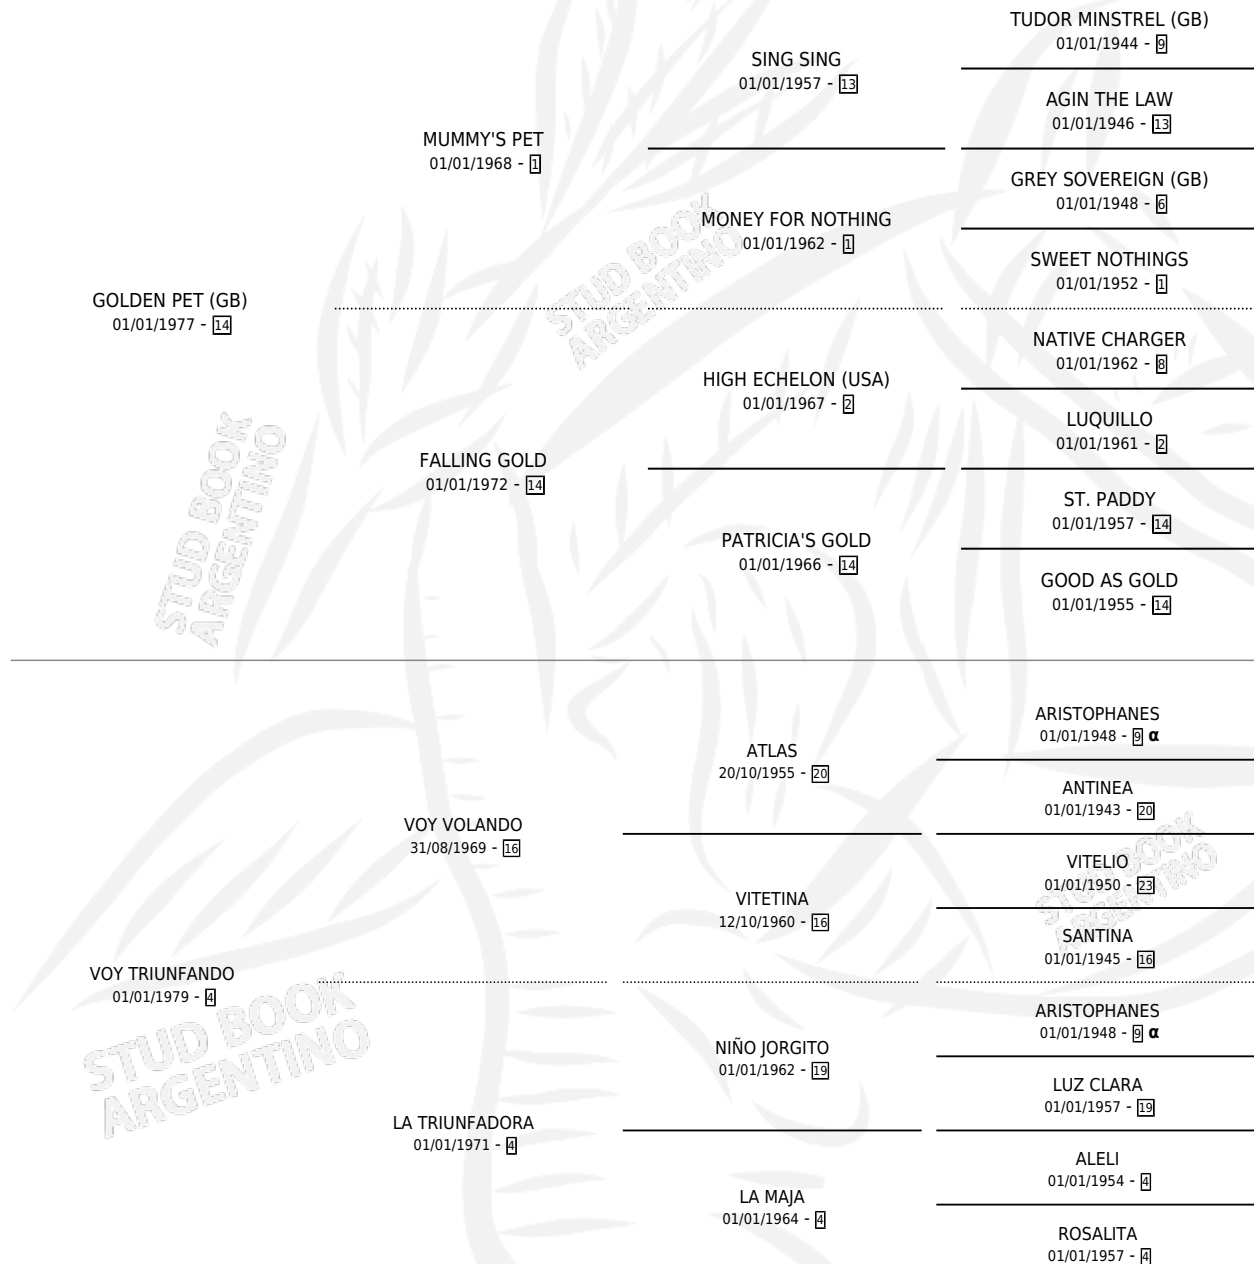 TUDOR MINSTREL (GB)
01/01/1944 - 9
SING SING
01/01/1957 - 13
AGIN THE LAW
01/01/1946 - 13
MUMMY'S PET
01/01/1968 - 1
GREY SOVEREIGN (GB)
01/01/1948 - 6
MONEY FOR NOTHING
01/01/1962 - 1
SWEET NOTHINGS
01/01/1952 - 1
GOLDEN PET (GB)
01/01/1977 - 14
NATIVE CHARGER
01/01/1962 - 8
HIGH ECHELON (USA)
01/01/1967 - 2
LUQUILLO
01/01/1961 - 2
FALLING GOLD
01/01/1972 - 14
ST. PADDY
01/01/1957 - 14
PATRICIA'S GOLD
01/01/1966 - 14
GOOD AS GOLD
01/01/1955 - 14
ARISTOPHANES
01/01/1948 - 9 α
ATLAS
20/10/1955 - 20
ANTINEA
01/01/1943 - 20
VOY VOLANDO
31/08/1969 - 16
VITELIO
01/01/1950 - 23
VITETINA
12/10/1960 - 16
SANTINA
01/01/1945 - 16
VOY TRIUNFANDO
01/01/1979 - 4
ARISTOPHANES
01/01/1948 - 9 α
NIÑO JORGITO
01/01/1962 - 19
LUZ CLARA
01/01/1957 - 19
LA TRIUNFADORA
01/01/1971 - 4
ALELI
01/01/1954 - 4
LA MAJA
01/01/1964 - 4
ROSALITA
01/01/1957 - 4
STUD BOOK
ARGENTINO
STUD BOOK
ARGENTINO
STUD BOOK
ARGENTINO
STUD BOOK
ARGENTINO